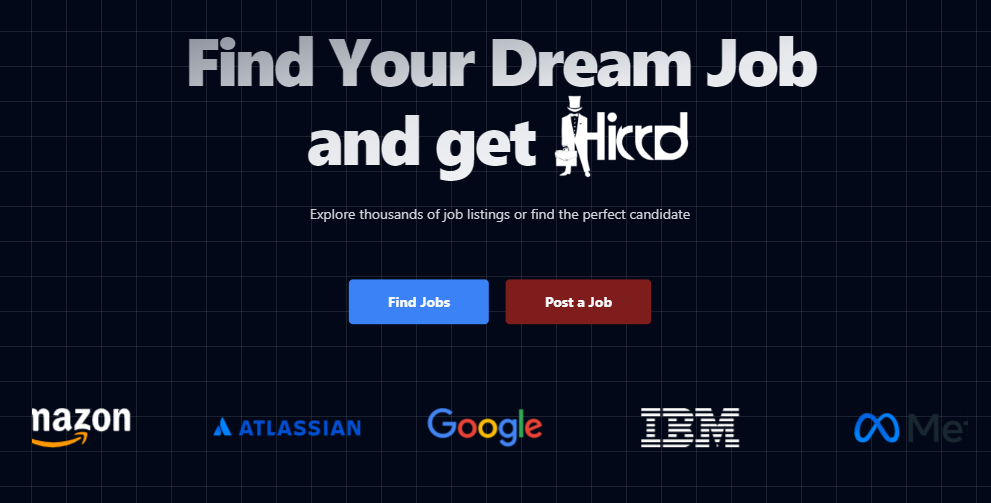 Find Your Dream Job
and get Hirrd
Explore thousands of job listings or find the perfect candidate
Find Jobs Post a Job
mazon ATLASSIAN Google IBM Me